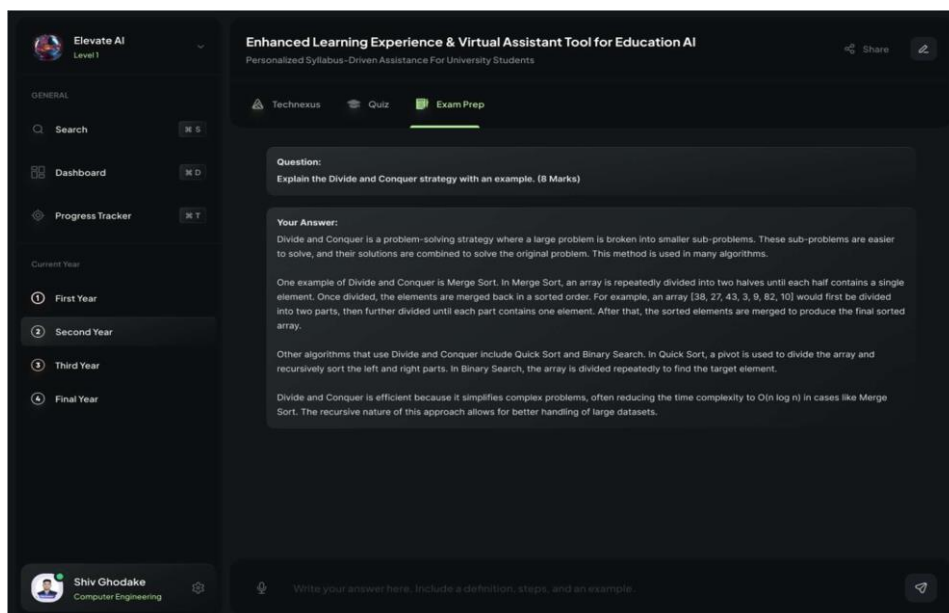 Elevate AI
Level 1
GENERAL
Search
⌘ S
Dashboard
⌘ D
Progress Tracker
⌘ T
Current Year
1 First Year
2 Second Year
3 Third Year
4 Final Year
Shiv Ghodake
Computer Engineering
Enhanced Learning Experience & Virtual Assistant Tool for Education AI
Personalized Syllabus-Driven Assistance For University Students
Share
Technexus
Quiz
Exam Prep
Question:
Explain the Divide and Conquer strategy with an example. (8 Marks)
Your Answer:
Divide and Conquer is a problem-solving strategy where a large problem is broken into smaller sub-problems. These sub-problems are easier
to solve, and their solutions are combined to solve the original problem. This method is used in many algorithms.
One example of Divide and Conquer is Merge Sort. In Merge Sort, an array is repeatedly divided into two halves until each half contains a single
element. Once divided, the elements are merged back in a sorted order. For example, an array [38, 27, 43, 3, 9, 82, 10] would first be divided
into two parts, then further divided until each part contains one element. After that, the sorted elements are merged to produce the final sorted
array.
Other algorithms that use Divide and Conquer include Quick Sort and Binary Search. In Quick Sort, a pivot is used to divide the array and
recursively sort the left and right parts. In Binary Search, the array is divided repeatedly to find the target element.
Divide and Conquer is efficient because it simplifies complex problems, often reducing the time complexity to O(n log n) in cases like Merge
Sort. The recursive nature of this approach allows for better handling of large datasets.
Write your answer here. Include a definition, steps, and an example.